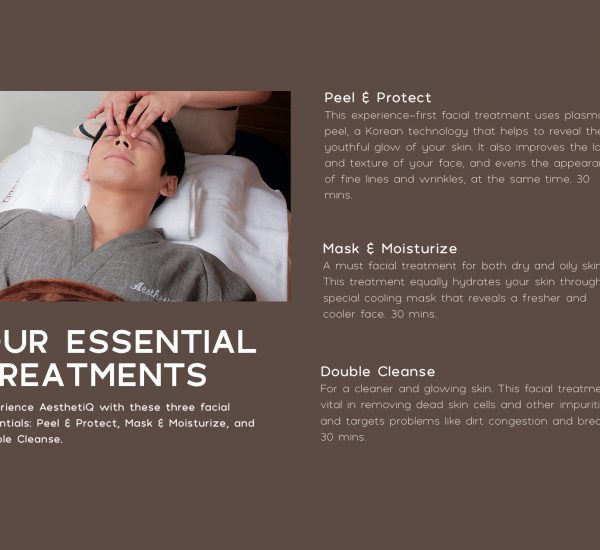 Aesthe
OUR ESSENTIAL
REATMENTS
rience AesthetiQ with these three facial
ntials: Peel & Protect, Mask & Moisturize, and
le Cleanse.
Peel & Protect
This experience-first facial treatment uses plasma
peel, a Korean technology that helps to reveal the
youthful glow of your skin. It also improves the lo
and texture of your face, and evens the appearan
of fine lines and wrinkles, at the same time. 30
mins.
Mask & Moisturize
A must facial treatment for both dry and oily skin
This treatment equally hydrates your skin through
special cooling mask that reveals a fresher and
cooler face. 30 mins.
Double Cleanse
For a cleaner and glowing skin. This facial treatme
vital in removing dead skin cells and other impuriti
and targets problems like dirt congestion and brea
30 mins.